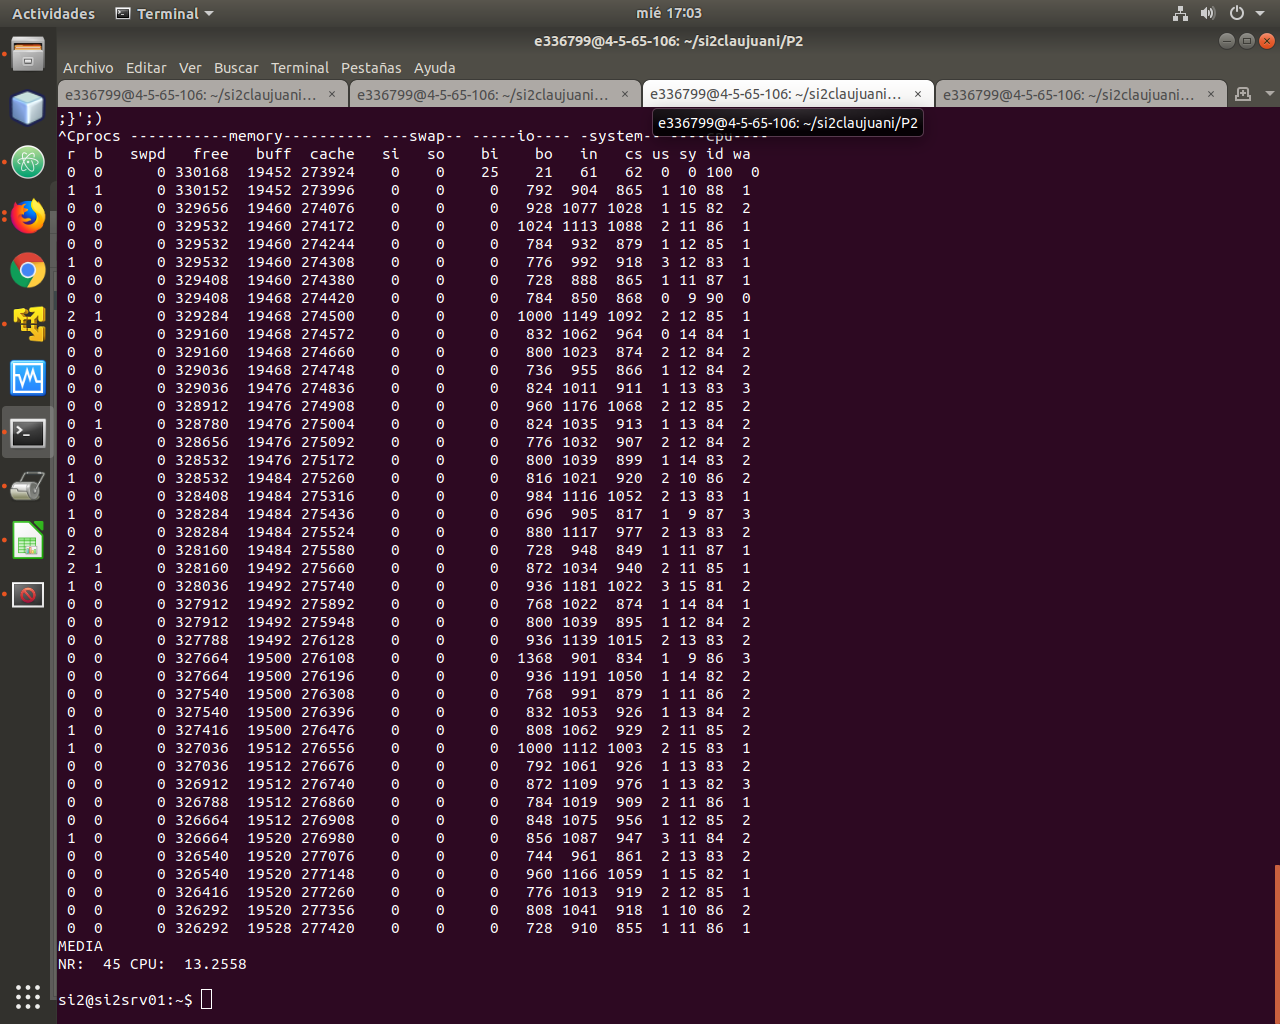 Actividades Terminal mié 17:03
e336799@4-5-65-106: ~/si2claujuani/P2
Archivo Editar Ver Buscar Terminal Pestañas Ayuda
e336799@4-5-65-106: ~/si2claujuani… × e336799@4-5-65-106: ~/si2claujuani… × e336799@4-5-65-106: ~/si2claujuani… × e336799@4-5-65-106: ~/si2claujuani… ×
;}';)
e336799@4-5-65-106: ~/si2claujuani/P2
^Cprocs -----------memory---------- ---swap-- -----io---- -system-- ----cpu----
r b swpd free buff cache si so bi bo in cs us sy id wa
0 0 0 330168 19452 273924 0 0 25 21 61 62 0 0 100 0
1 1 0 330152 19452 273996 0 0 0 792 904 865 1 10 88 1
0 0 0 329656 19460 274076 0 0 0 928 1077 1028 1 15 82 2
0 0 0 329532 19460 274172 0 0 0 1024 1113 1088 2 11 86 1
0 0 0 329532 19460 274244 0 0 0 784 932 879 1 12 85 1
1 0 0 329532 19460 274308 0 0 0 776 992 918 3 12 83 1
0 0 0 329408 19460 274380 0 0 0 728 888 865 1 11 87 1
0 0 0 329408 19468 274420 0 0 0 784 850 868 0 9 90 0
2 1 0 329284 19468 274500 0 0 0 1000 1149 1092 2 12 85 1
0 0 0 329160 19468 274572 0 0 0 832 1062 964 0 14 84 1
0 0 0 329160 19468 274660 0 0 0 800 1023 874 2 12 84 2
0 0 0 329036 19468 274748 0 0 0 736 955 866 1 12 84 2
0 0 0 329036 19476 274836 0 0 0 824 1011 911 1 13 83 3
0 0 0 328912 19476 274908 0 0 0 960 1176 1068 2 12 85 2
0 1 0 328780 19476 275004 0 0 0 824 1035 913 1 13 84 2
0 0 0 328656 19476 275092 0 0 0 776 1032 907 2 12 84 2
0 0 0 328532 19476 275172 0 0 0 800 1039 899 1 14 83 2
1 0 0 328532 19484 275260 0 0 0 816 1021 920 2 10 86 2
0 0 0 328408 19484 275316 0 0 0 984 1116 1052 2 13 83 1
1 0 0 328284 19484 275436 0 0 0 696 905 817 1 9 87 3
0 0 0 328284 19484 275524 0 0 0 880 1117 977 2 13 83 2
2 0 0 328160 19484 275580 0 0 0 728 948 849 1 11 87 1
2 1 0 328160 19492 275660 0 0 0 872 1034 940 2 11 85 1
1 0 0 328036 19492 275740 0 0 0 936 1181 1022 3 15 81 2
0 0 0 327912 19492 275892 0 0 0 768 1022 874 1 14 84 1
0 0 0 327912 19492 275948 0 0 0 800 1039 895 1 12 84 2
0 0 0 327788 19492 276128 0 0 0 936 1139 1015 2 13 83 2
0 0 0 327664 19500 276108 0 0 0 1368 901 834 1 9 86 3
0 0 0 327664 19500 276196 0 0 0 936 1191 1050 1 14 82 2
0 0 0 327540 19500 276308 0 0 0 768 991 879 1 11 86 2
0 0 0 327540 19500 276396 0 0 0 832 1053 926 1 13 84 2
1 0 0 327416 19500 276476 0 0 0 808 1062 929 2 11 85 2
1 0 0 327036 19512 276556 0 0 0 1000 1112 1003 2 15 83 1
0 0 0 327036 19512 276676 0 0 0 792 1061 926 1 13 83 2
0 0 0 326912 19512 276740 0 0 0 872 1109 976 1 13 82 3
0 0 0 326788 19512 276860 0 0 0 784 1019 909 2 11 86 1
0 0 0 326664 19512 276908 0 0 0 848 1075 956 1 12 85 2
1 0 0 326664 19520 276980 0 0 0 856 1087 947 3 11 84 2
0 0 0 326540 19520 277076 0 0 0 744 961 861 2 13 83 2
0 0 0 326540 19520 277148 0 0 0 960 1166 1059 1 15 82 1
0 0 0 326416 19520 277260 0 0 0 776 1013 919 2 12 85 1
0 0 0 326292 19520 277356 0 0 0 808 1041 918 1 10 86 2
0 0 0 326292 19528 277420 0 0 0 728 910 855 1 11 86 1
MEDIA
NR: 45 CPU: 13.2558
si2@si2srv01:~$